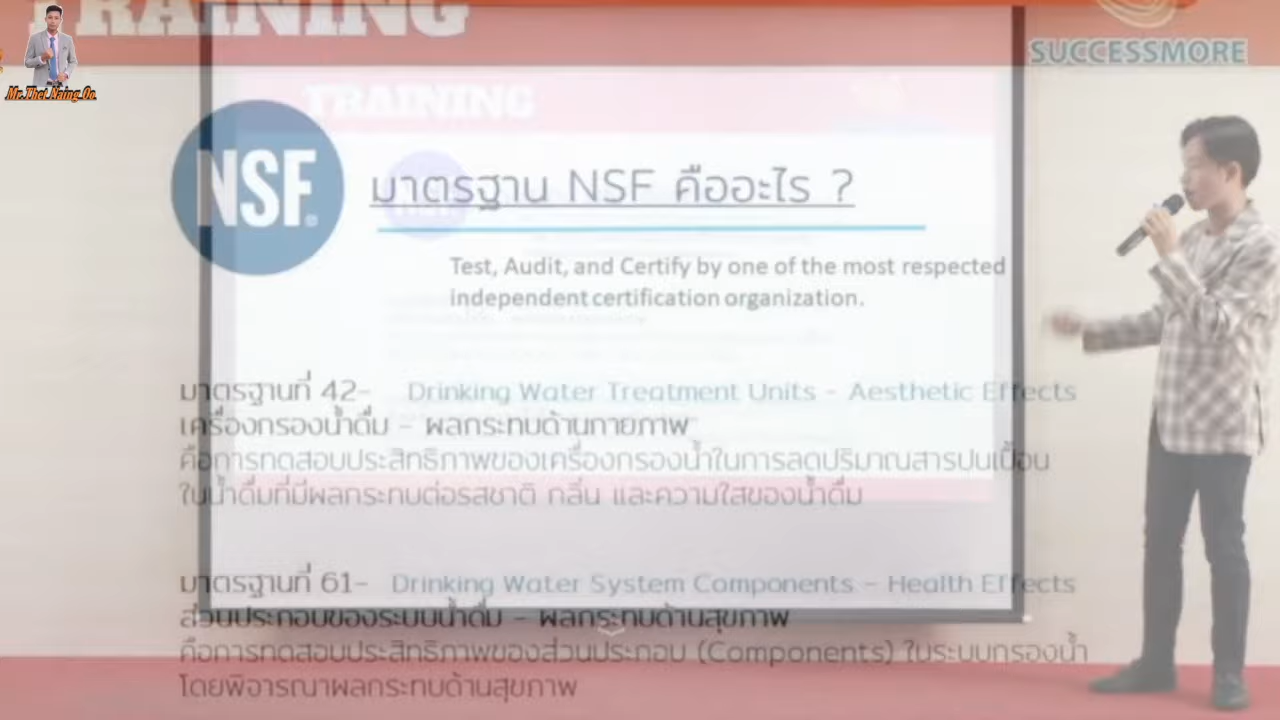 TRAINING
SUCCESSMORE
Mr.Thet Naing Oo
TRAINING
NSF
มาตรฐาน NSF คืออะไร ?
Test, Audit, and Certify by one of the most respected
independent certification organization.
มาตรฐานที่ 42- Drinking Water Treatment Units - Aesthetic Effects
เครื่องกรองน้ำดื่ม - ผลกระทบด้านกายภาพ
คือการทดสอบประสิทธิภาพของเครื่องกรองน้ำในการลดปริมาณสารปนเปื้อน
ในน้ำดื่มที่มีผลกระทบต่อรสชาติ กลิ่น และความใสของน้ำดื่ม
มาตรฐานที่ 61- Drinking Water System Components - Health Effects
ส่วนประกอบของระบบน้ำดื่ม - ผลกระทบด้านสุขภาพ
คือการทดสอบประสิทธิภาพของส่วนประกอบ (Components) ในระบบกรองน้ำ
โดยพิจารณาผลกระทบด้านสุขภาพ